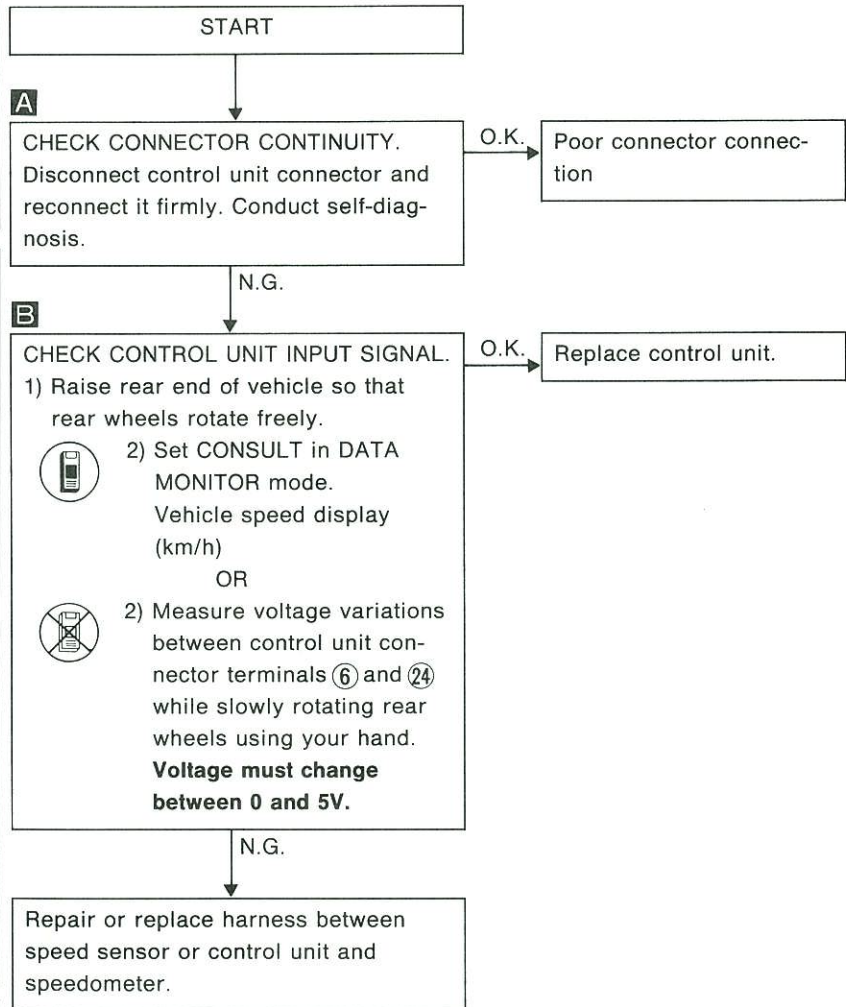 START
A
CHECK CONNECTOR CONTINUITY.
Disconnect control unit connector and
reconnect it firmly. Conduct self-diag-
nosis.
O.K.
Poor connector connec-
tion
N.G.
B
CHECK CONTROL UNIT INPUT SIGNAL.
1) Raise rear end of vehicle so that
rear wheels rotate freely.
2) Set CONSULT in DATA
MONITOR mode.
Vehicle speed display
(km/h)
OR
2) Measure voltage variations
between control unit con-
nector terminals ⑥ and ㉔
while slowly rotating rear
wheels using your hand.
Voltage must change
between 0 and 5V.
O.K.
Replace control unit.
N.G.
Repair or replace harness between
speed sensor or control unit and
speedometer.